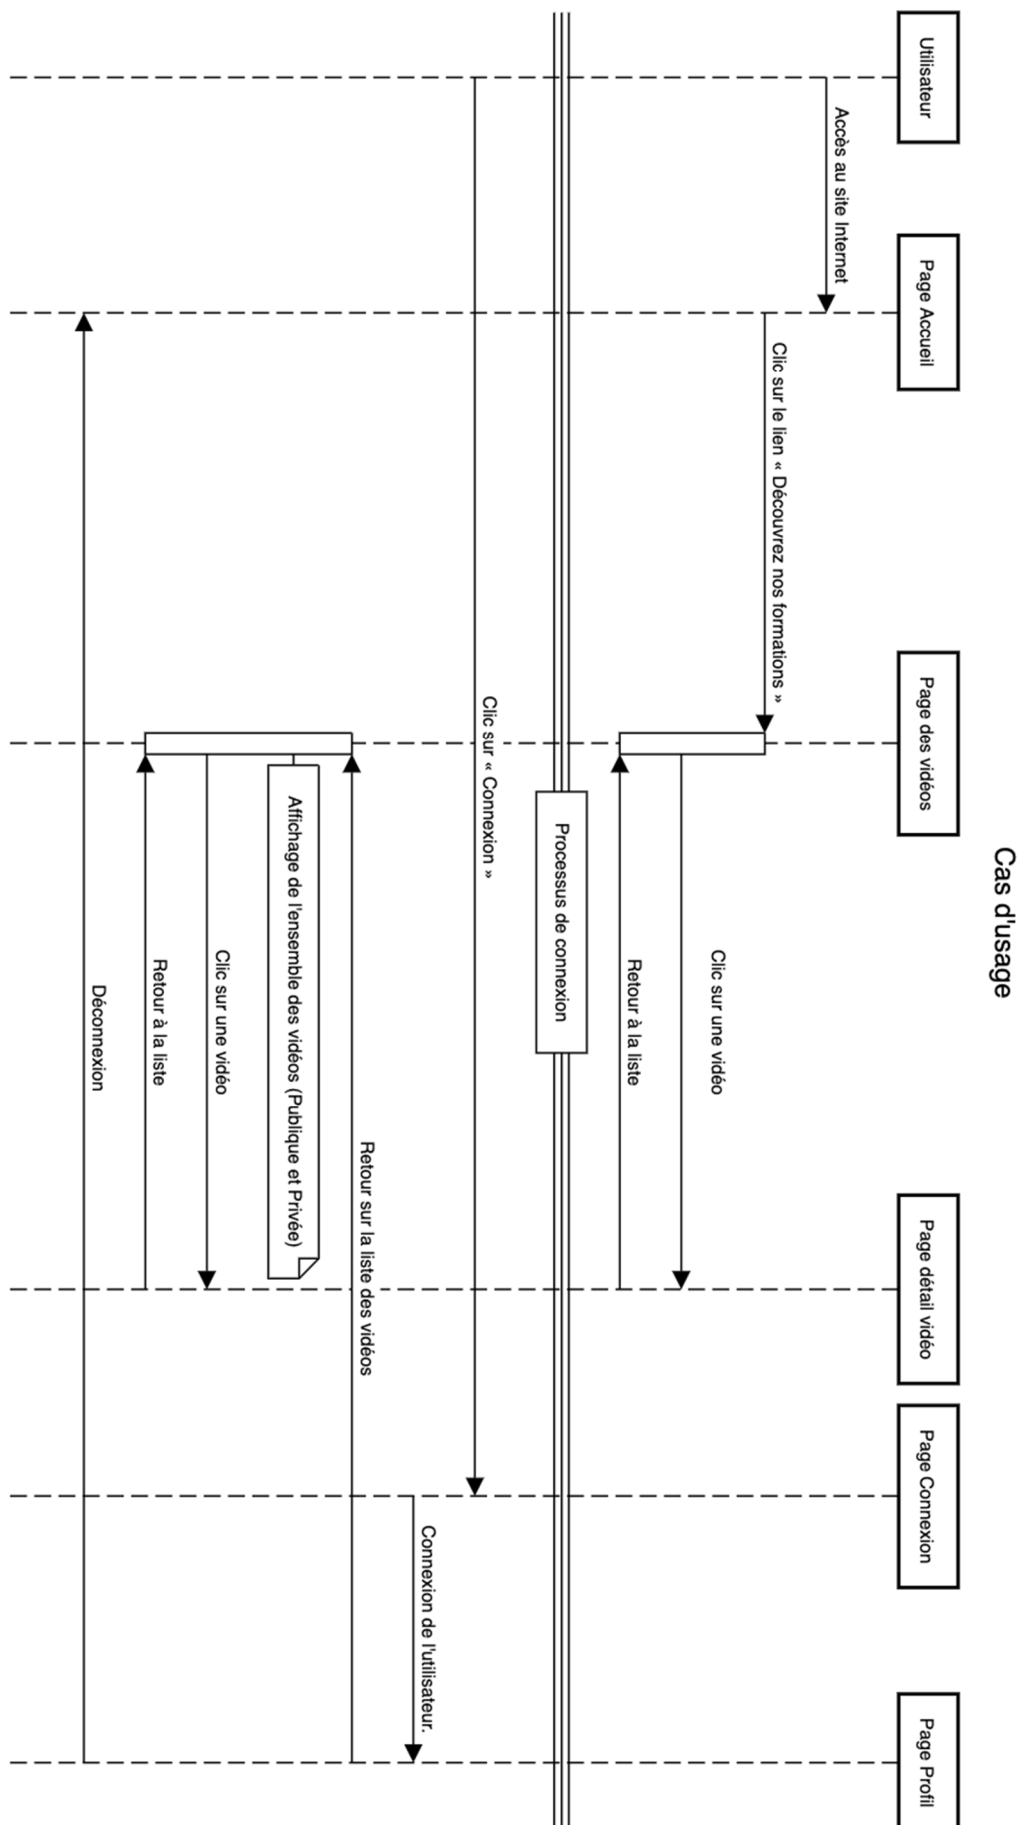 Cas d'usage
Utilisateur
Page Accueil
Page des vidéos
Page détail vidéo
Page Connexion
Page Profil
Accès au site Internet
Clic sur le lien « Découvrez nos formations »
Clic sur une vidéo
Retour à la liste
Processus de connexion
Clic sur « Connexion »
Connexion de l'utilisateur.
Retour sur la liste des vidéos
Affichage de l'ensemble des vidéos (Publique et Privée)
Clic sur une vidéo
Retour à la liste
Déconnexion